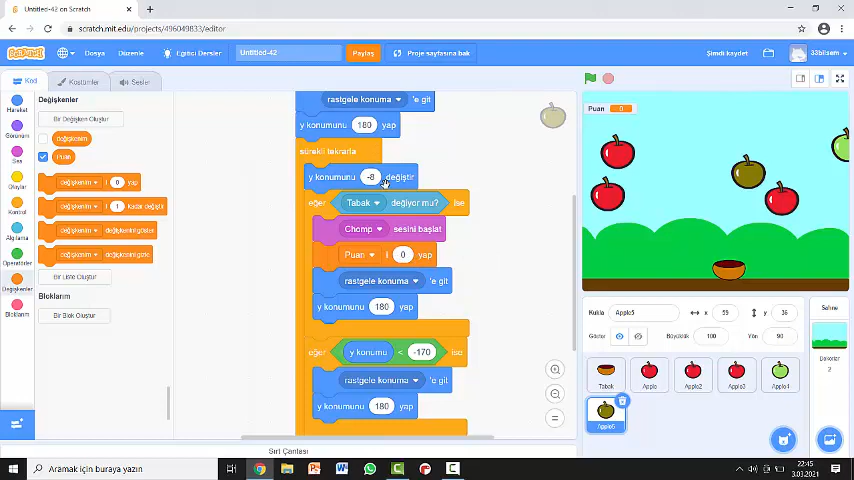 Untitled-42 on Scratch
scratch.mit.edu/projects/496049833/editor
SCRATCH
Dosya
Düzenle
Eğitici Dersler
Untitled-42
Paylaş
Proje sayfasına bak
Şimdi kaydet
33bilsem
Kod
Kostümler
Sesler
Hareket
Görünüm
Ses
Olaylar
Kontrol
Algılama
Operatörler
Değişkenler
Bloklarım
Değişkenler
Bir Değişken Oluştur
değişkenim
Puan
değişkenim i 0 yap
değişkenim i 1 kadar değiştir
değişkenim değişkenini göster
değişkenim değişkenini gizle
Bir Liste Oluştur
Bloklarım
Bir Blok Oluştur
rastgele konuma 'e git
y konumunu 180 yap
sürekli tekrarla
y konumunu -8 değiştir
eğer Tabak değiyor mu? ise
Chomp sesini başlat
Puan i 0 yap
rastgele konuma 'e git
y konumunu 180 yap
eğer y konumu < -170 ise
rastgele konuma 'e git
y konumunu 180 yap
Sırt Çantası
Puan 0
Kukla
Apple5
x 59
y 36
Göster
Büyüklük 100
Yön 90
Tabak
Apple
Apple2
Apple3
Apple4
Apple5
Sahne
Dekorlar
2
Aramak için buraya yazın
22:45
3.03.2021